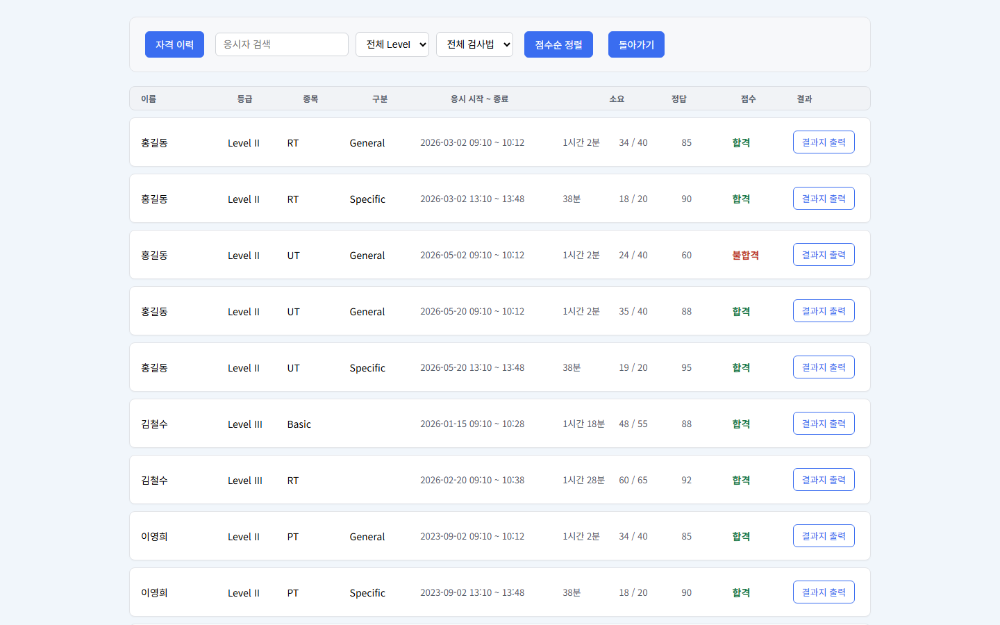 자격 이력 응시자 검색 전체 Level 전체 검사법 점수순 정렬 돌아가기
이름 등급 종목 구분 응시 시작 ~ 종료 소요 정답 점수 결과
홍길동 Level II RT General 2026-03-02 09:10 ~ 10:12 1시간 2분 34 / 40 85 합격 결과지 출력
홍길동 Level II RT Specific 2026-03-02 13:10 ~ 13:48 38분 18 / 20 90 합격 결과지 출력
홍길동 Level II UT General 2026-05-02 09:10 ~ 10:12 1시간 2분 24 / 40 60 불합격 결과지 출력
홍길동 Level II UT General 2026-05-20 09:10 ~ 10:12 1시간 2분 35 / 40 88 합격 결과지 출력
홍길동 Level II UT Specific 2026-05-20 13:10 ~ 13:48 38분 19 / 20 95 합격 결과지 출력
김철수 Level III Basic 2026-01-15 09:10 ~ 10:28 1시간 18분 48 / 55 88 합격 결과지 출력
김철수 Level III RT 2026-02-20 09:10 ~ 10:38 1시간 28분 60 / 65 92 합격 결과지 출력
이영희 Level II PT General 2023-09-02 09:10 ~ 10:12 1시간 2분 34 / 40 85 합격 결과지 출력
이영희 Level II PT Specific 2023-09-02 13:10 ~ 13:48 38분 18 / 20 90 합격 결과지 출력